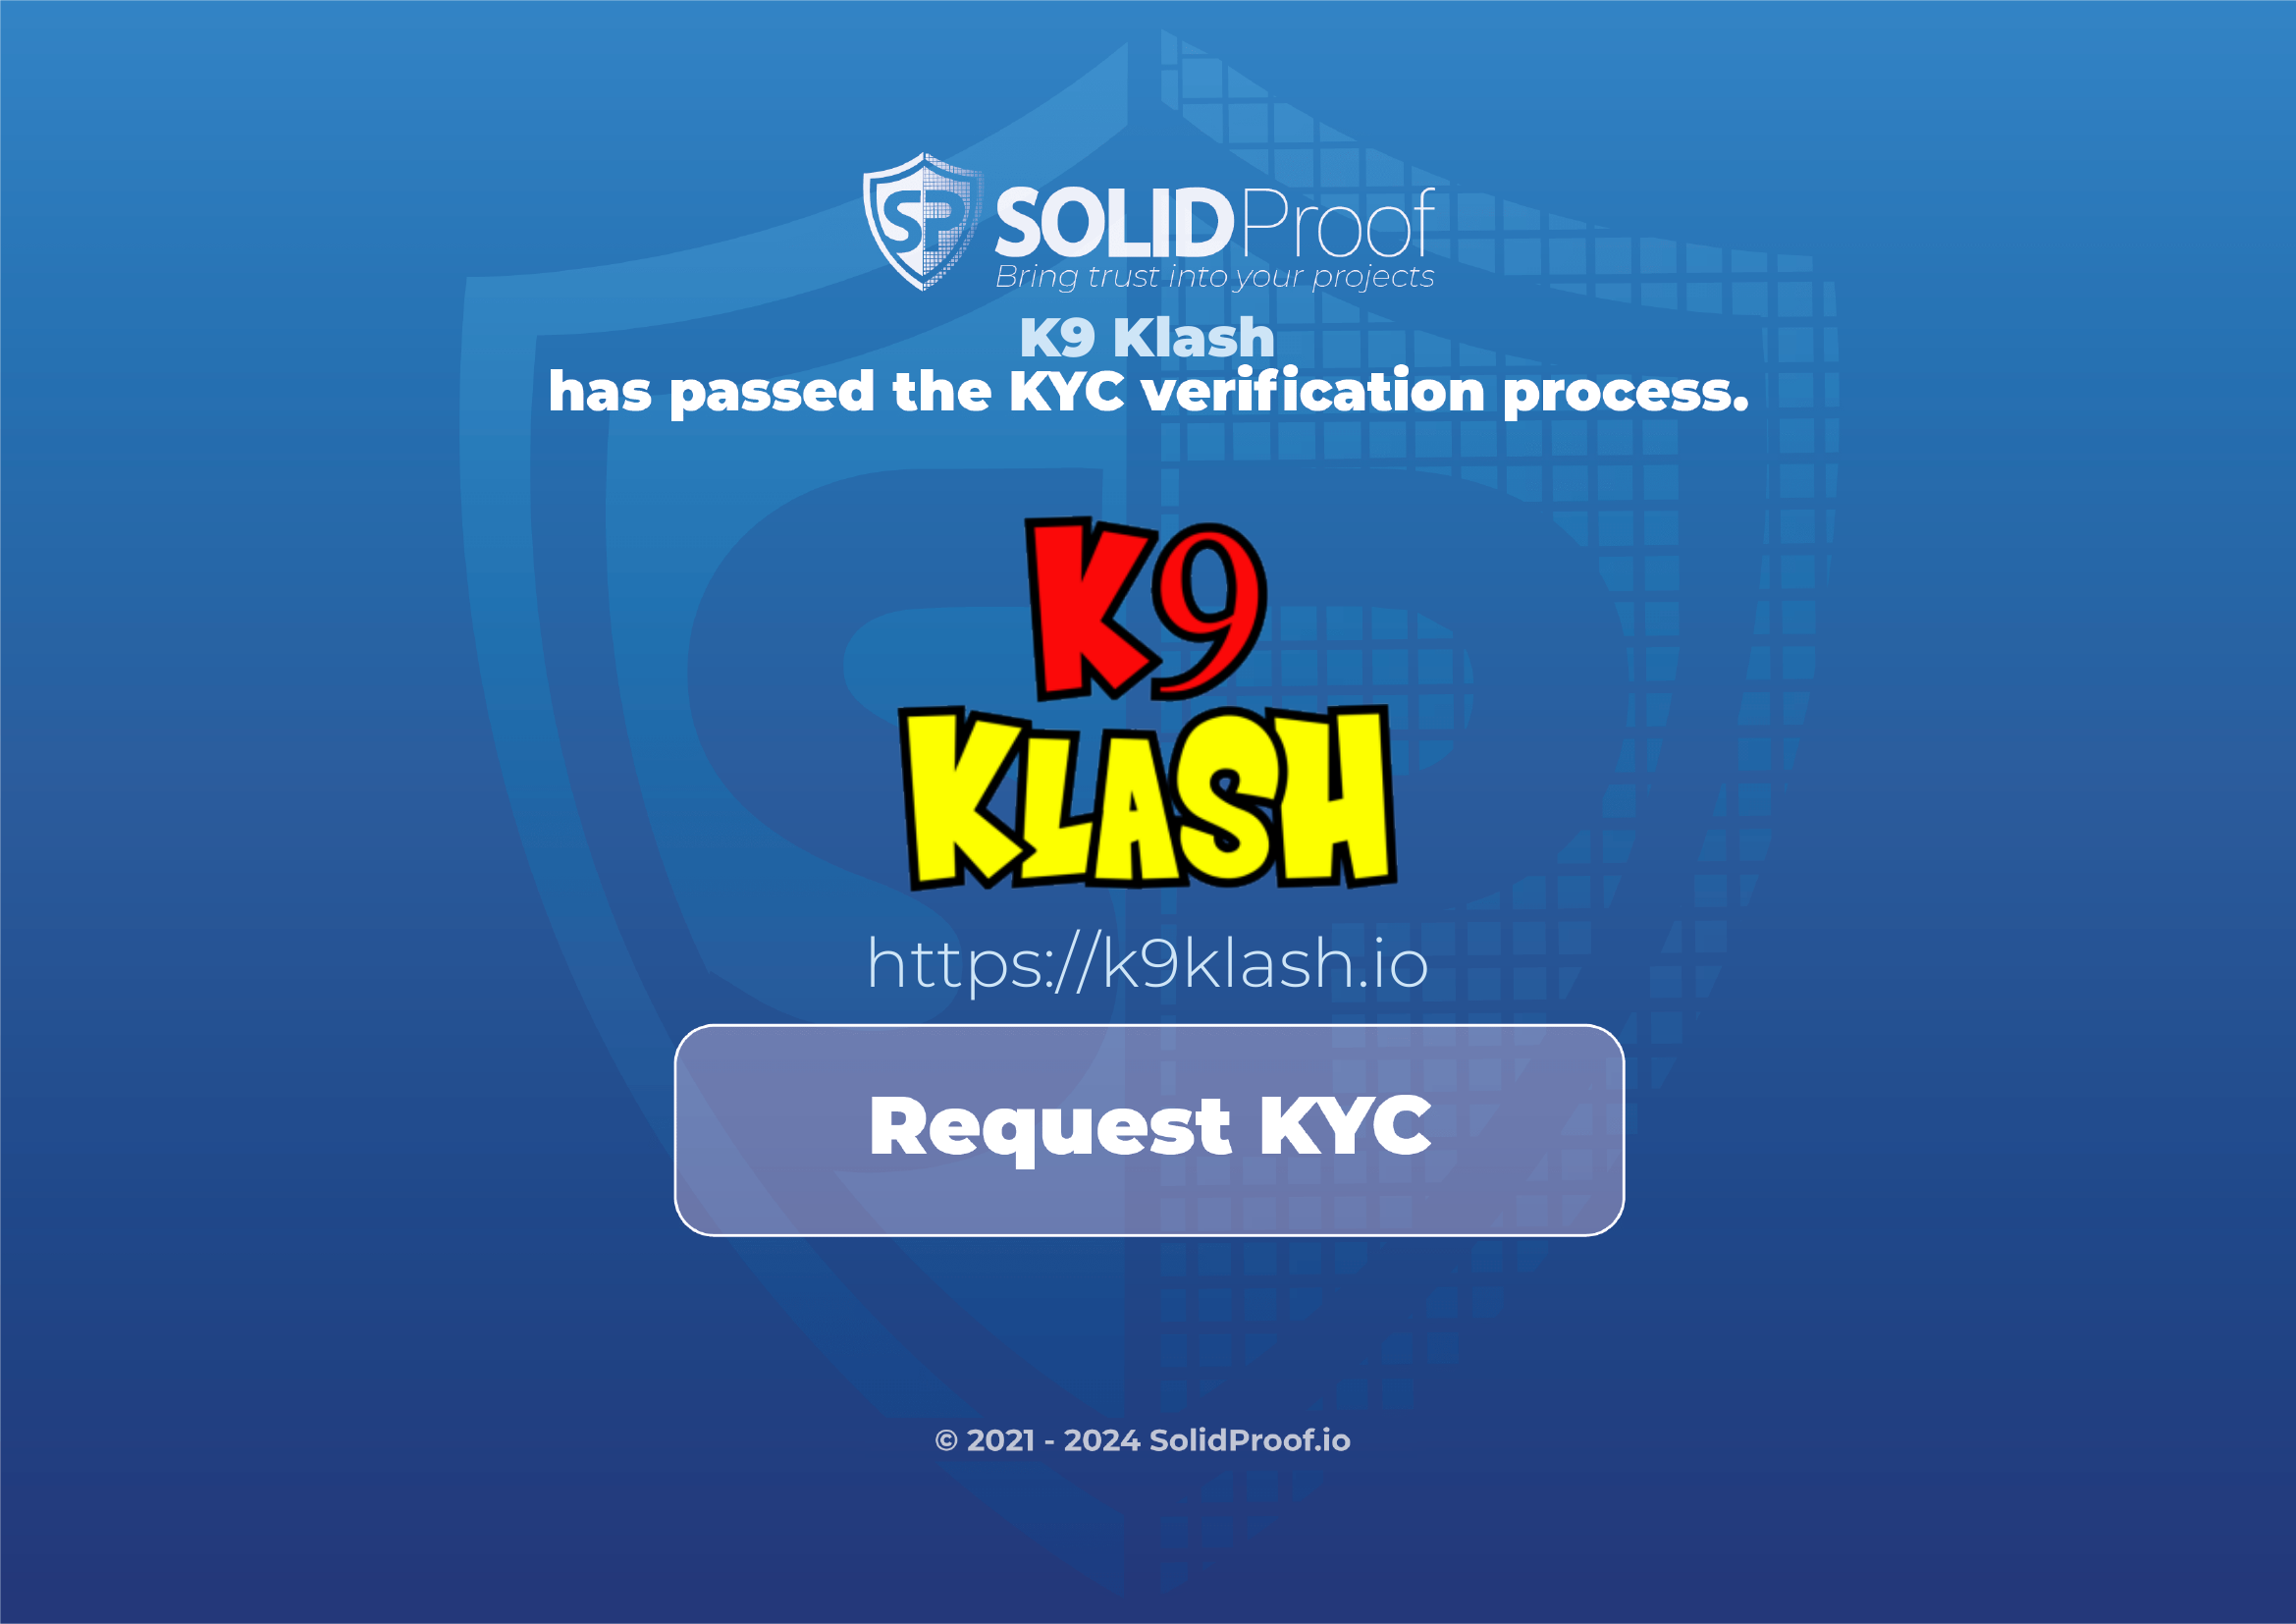 SP SOLIDProof
Bring trust into your projects
K9 Klash
has passed the KYC verification process.
K9
KLASH
https://k9klash.io
Request KYC
© 2021 - 2024 SolidProof.io